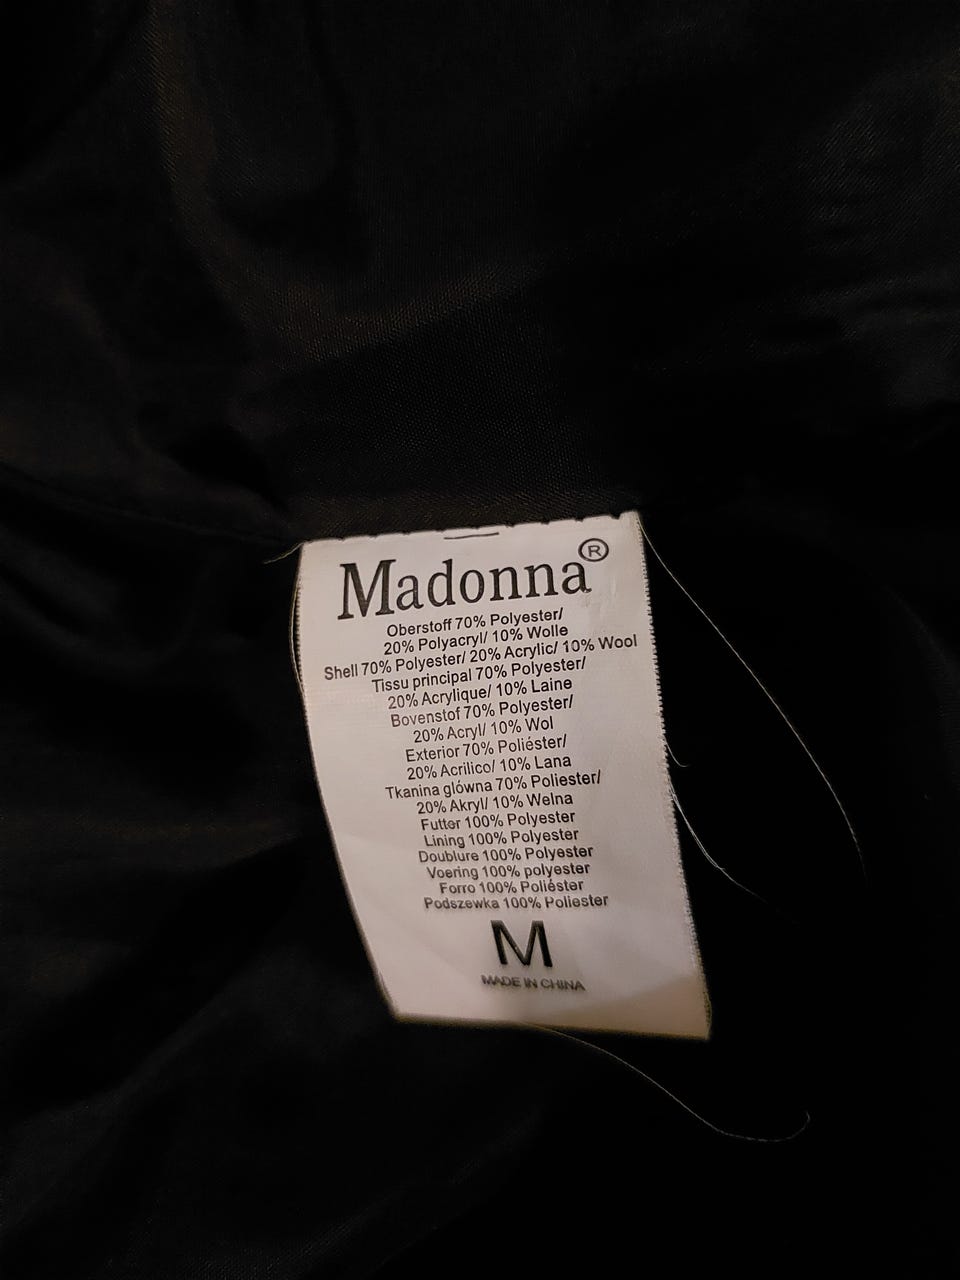 Madonna®
Oberstoff 70% Polyester/
20% Polyacryl/ 10% Wolle
Shell 70% Polyester/ 20% Acrylic/ 10% Wool
Tissu principal 70% Polyester/
20% Acrylique/ 10% Laine
Bovenstof 70% Polyester/
20% Acryl/ 10% Wol
Exterior 70% Poliéster/
20% Acrilico/ 10% Lana
Tkanina glówna 70% Poliester/
20% Akryl/ 10% Welna
Futter 100% Polyester
Lining 100% Polyester
Doublure 100% Polyester
Voering 100% polyester
Forro 100% Poliéster
Podszewka 100% Poliester
M
MADE IN CHINA